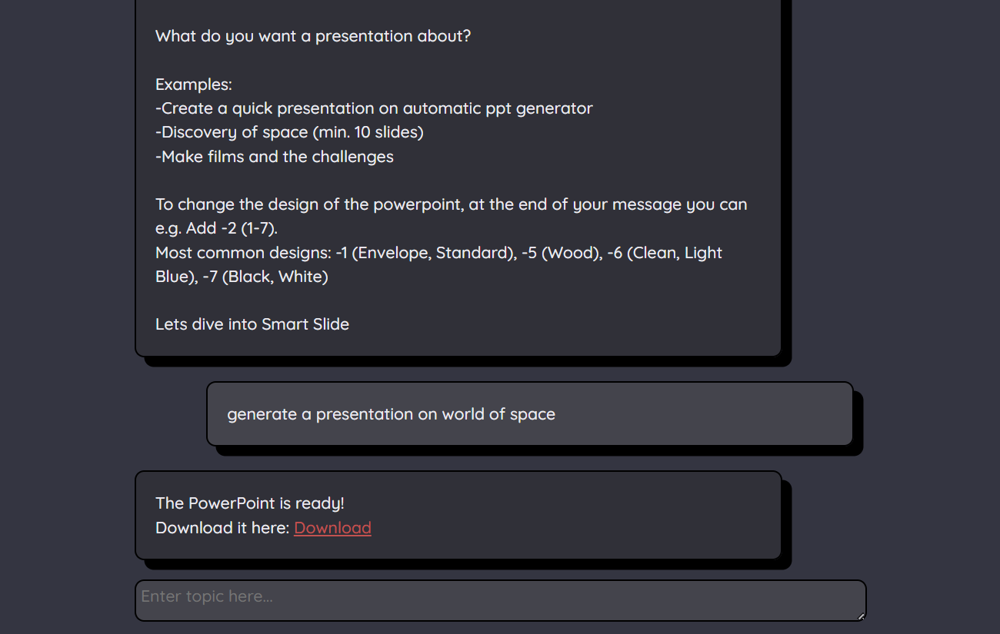 What do you want a presentation about?
Examples:
-Create a quick presentation on automatic ppt generator
-Discovery of space (min. 10 slides)
-Make films and the challenges
To change the design of the powerpoint, at the end of your message you can
e.g. Add -2 (1-7).
Most common designs: -1 (Envelope, Standard), -5 (Wood), -6 (Clean, Light
Blue), -7 (Black, White)
Lets dive into Smart Slide
generate a presentation on world of space
The PowerPoint is ready!
Download it here: Download
Enter topic here...